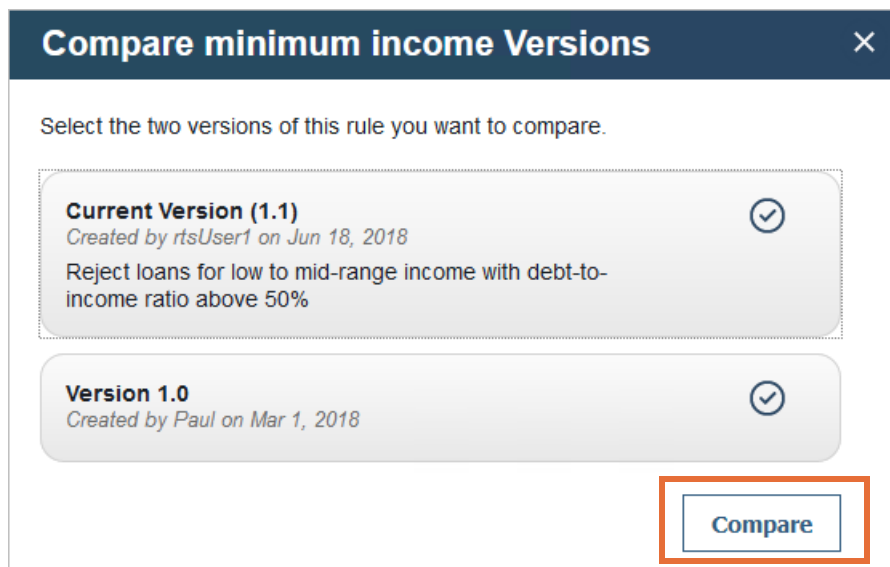 Compare minimum income Versions
Select the two versions of this rule you want to compare.
Current Version (1.1)
Created by rtsUser1 on Jun 18, 2018
Reject loans for low to mid-range income with debt-to-
income ratio above 50%
Version 1.0
Created by Paul on Mar 1, 2018
Compare